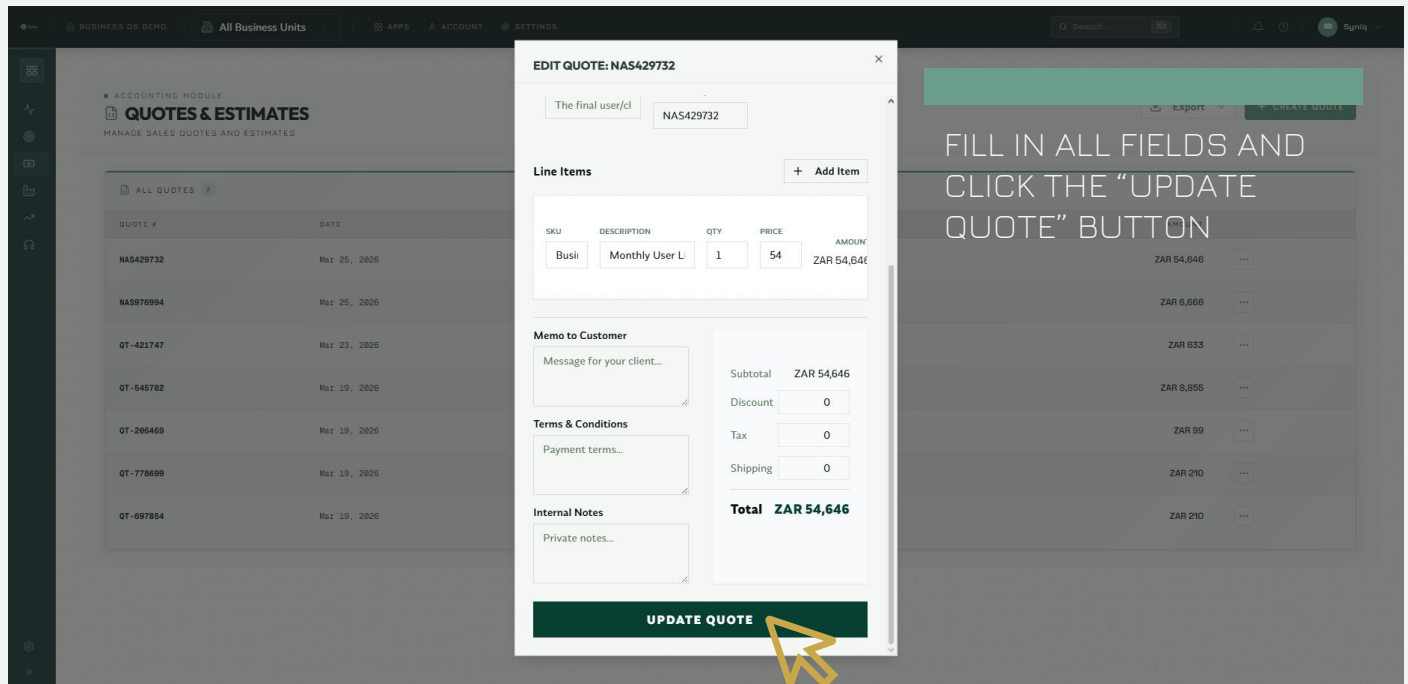 BUSINESS OS DEMO
All Business Units
APPS
ACCOUNT
SETTINGS
Search...
⌘K
Syniq
EDIT QUOTE: NAS429732
ACCOUNTING MODULE
QUOTES & ESTIMATES
MANAGE SALES QUOTES AND ESTIMATES
Export
+ CREATE QUOTE
The final user/cl
NAS429732
FILL IN ALL FIELDS AND
CLICK THE “UPDATE
QUOTE” BUTTON
Line Items
+ Add Item
ALL QUOTES 7
QUOTE #
DATE
AMOUNT
SKU
DESCRIPTION
QTY
PRICE
AMOUN
Busi
Monthly User L
1
54
ZAR 54,646
NAS429732 Mar 25, 2026 ZAR 54,646 ...
NAS976994 Mar 25, 2026 ZAR 6,666 ...
QT-421747 Mar 23, 2026 ZAR 633 ...
QT-545782 Mar 19, 2026 ZAR 8,855 ...
QT-206469 Mar 19, 2026 ZAR 99 ...
QT-778699 Mar 19, 2026 ZAR 210 ...
QT-697854 Mar 19, 2026 ZAR 210 ...
Memo to Customer
Message for your client...
Terms & Conditions
Payment terms...
Internal Notes
Private notes...
Subtotal ZAR 54,646
Discount 0
Tax 0
Shipping 0
Total ZAR 54,646
UPDATE QUOTE